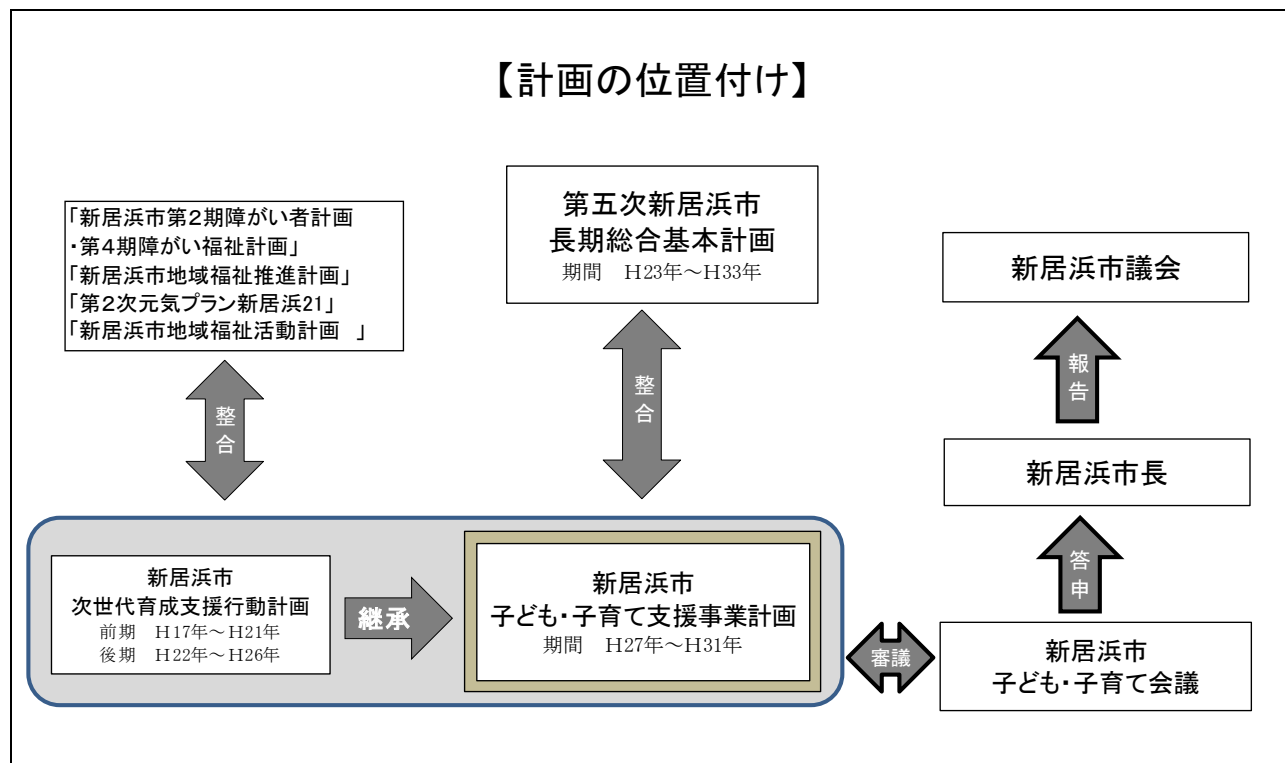 【計画の位置付け】
「新居浜市第2期障がい者計画
・第4期障がい福祉計画」
「新居浜市地域福祉推進計画」
「第2次元気プラン新居浜21」
「新居浜市地域福祉活動計画　」
第五次新居浜市
長期総合基本計画
期間　H23年～H33年
新居浜市議会
整合
整合
報告
新居浜市長
答申
新居浜市
次世代育成支援行動計画
前期　H17年～H21年
後期　H22年～H26年
継承
新居浜市
子ども・子育て支援事業計画
期間　H27年～H31年
審議
新居浜市
子ども・子育て会議